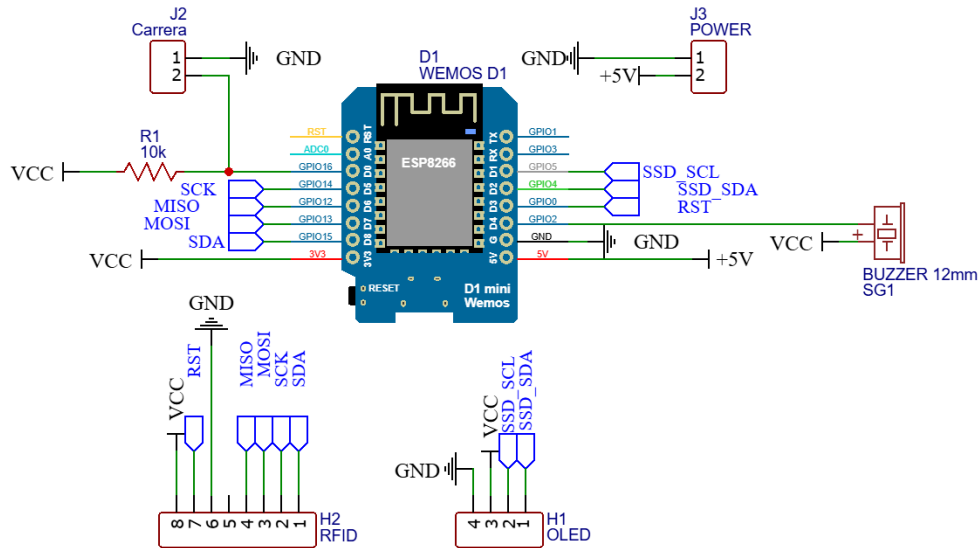 J2
Carrera
1
2
GND
R1
10k
VCC
D1
WEMOS D1
J3
POWER
1
2
GND
+5V
RST
ADC0
GPIO16
GPIO14
GPIO12
GPIO13
GPIO15
3V3
SCK
MISO
MOSI
SDA
VCC
RST
A0
D0
D5
D6
D7
D8
3V3
ESP8266
RESET
D1 mini
Wemos
TX
RX
D1
D2
D3
D4
G
5V
GPIO1
GPIO3
GPIO5
GPIO4
GPIO0
GPIO2
GND
5V
SSD_SCL
SSD_SDA
RST
GND
+5V
VCC
+
BUZZER 12mm
SG1
GND
VCC
RST
MISO
MOSI
SCK
SDA
8
7
6
5
4
3
2
1
H2
RFID
GND
VCC
SSD_SCL
SSD_SDA
4
3
2
1
H1
OLED